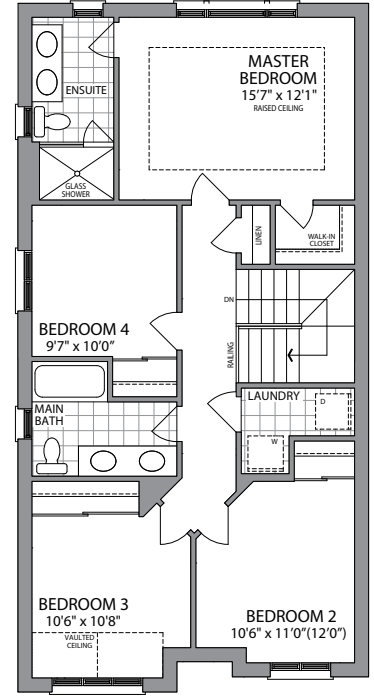 MASTER
BEDROOM
15'7" x 12'1"
RAISED CEILING
ENSUITE
GLASS
SHOWER
LINEN
WALK-IN
CLOSET
DN
RAILING
BEDROOM 4
9'7" x 10'0"
LAUNDRY
D
W
MAIN
BATH
BEDROOM 3
10'6" x 10'8"
VAULTED
CEILING
BEDROOM 2
10'6" x 11'0"(12'0")